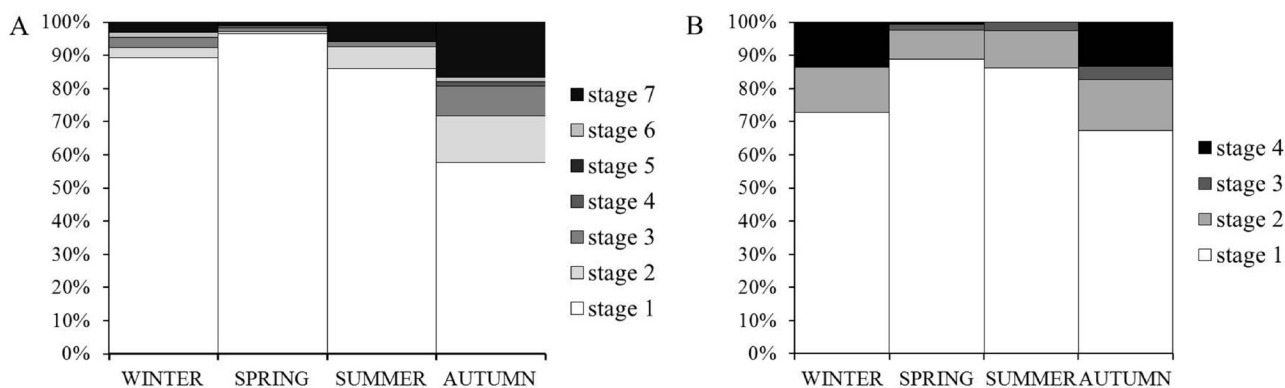 A
100%
90%
80%
70%
60%
50%
40%
30%
20%
10%
0%
WINTER SPRING SUMMER AUTUMN
stage 7
stage 6
stage 5
stage 4
stage 3
stage 2
stage 1
B
100%
90%
80%
70%
60%
50%
40%
30%
20%
10%
0%
WINTER SPRING SUMMER AUTUMN
stage 4
stage 3
stage 2
stage 1